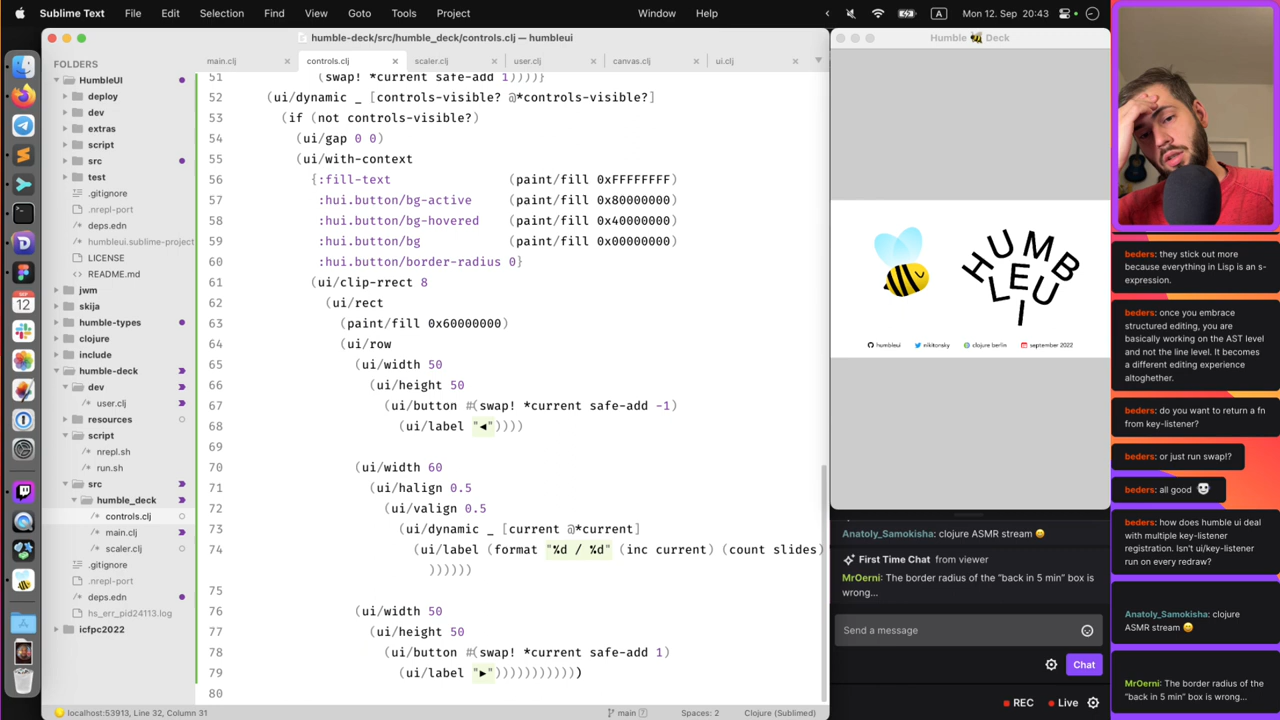 Sublime Text File Edit Selection Find View Goto Tools Project Window Help A Mon 12. Sep 20:43
humble-deck/src/humble_deck/controls.clj — humbleui
FOLDERS
HumbleUI
deploy
dev
extras
script
src
test
.gitignore
.nrepl-port
deps.edn
humbleui.sublime-project
LICENSE
README.md
jwm
skija
humble-types
clojure
include
humble-deck
dev
user.clj
resources
script
nrepl.sh
run.sh
src
humble_deck
controls.clj
main.clj
scaler.clj
.gitignore
.nrepl-port
deps.edn
hs_err_pid24113.log
icfpc2022
main.clj controls.clj scaler.clj user.clj canvas.clj ui.clj
51 (swap! *current safe-add 1))))}
52 (ui/dynamic _ [controls-visible? @*controls-visible?]
53 (if (not controls-visible?)
54 (ui/gap 0 0)
55 (ui/with-context
56 {:fill-text (paint/fill 0xFFFFFFFF)
57 :hui.button/bg-active (paint/fill 0x80000000)
58 :hui.button/bg-hovered (paint/fill 0x40000000)
59 :hui.button/bg (paint/fill 0x00000000)
60 :hui.button/border-radius 0}
61 (ui/clip-rrect 8
62 (ui/rect
63 (paint/fill 0x60000000)
64 (ui/row
65 (ui/width 50
66 (ui/height 50
67 (ui/button #(swap! *current safe-add -1)
68 (ui/label "◀"))))
69
70 (ui/width 60
71 (ui/halign 0.5
72 (ui/valign 0.5
73 (ui/dynamic _ [current @*current]
74 (ui/label (format "%d / %d" (inc current) (count slides)
))))))
75
76 (ui/width 50
77 (ui/height 50
78 (ui/button #(swap! *current safe-add 1)
79 (ui/label "▶")))))))))))
80
localhost:53913, Line 32, Column 31 main 7 Spaces: 2 Clojure (Sublimed)
SEP
12
Humble 🐝 Deck
HUMBLEUI
humbleui nikitonsky clojure berlin september 2022
Anatoly_Samokisha: clojure ASMR stream 😄
First Time Chat from viewer
MrOerni: The border radius of the “back in 5 min” box is
wrong...
Send a message
Chat
REC Live
beders: they stick out more
because everything in Lisp is an s-
expression.
beders: once you embrace
structured editing, you are
basically working on the AST level
and not the line level. It becomes
a different editing experience
altoghether.
beders: do you want to return a fn
from key-listener?
beders: or just run swap!?
beders: all good
beders: how does humble ui deal
with multiple key-listener
registration. Isn't ui/key-listener
run on every redraw?
Anatoly_Samokisha: clojure
ASMR stream 😄
MrOerni: The border radius of the
“back in 5 min” box is wrong...